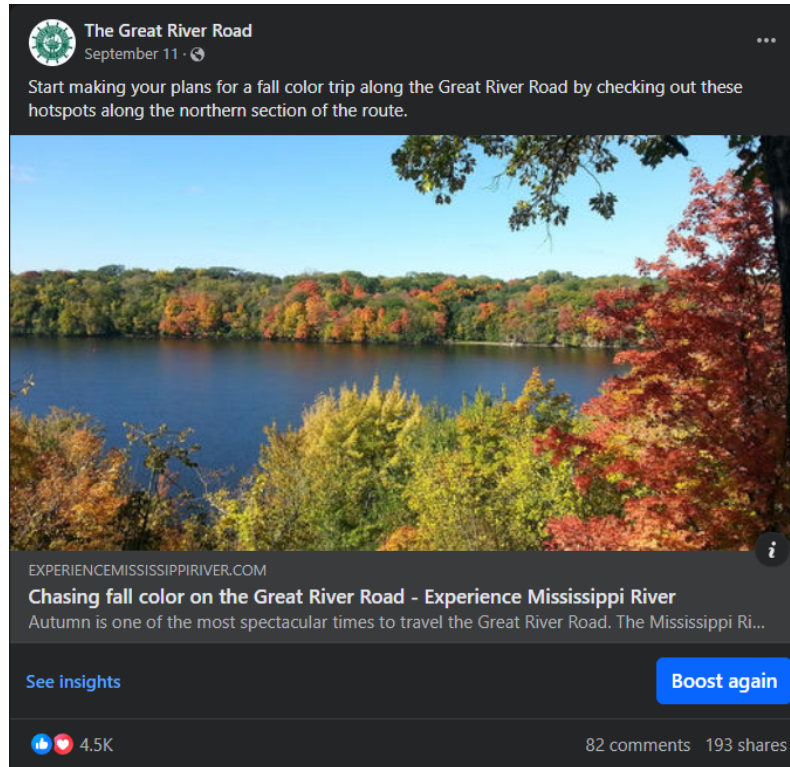 The Great River Road
September 11 ·
Start making your plans for a fall color trip along the Great River Road by checking out these
hotspots along the northern section of the route.
i
EXPERIENCEMISSISSIPPIRIVER.COM
Chasing fall color on the Great River Road - Experience Mississippi River
Autumn is one of the most spectacular times to travel the Great River Road. The Mississippi Ri...
See insights
Boost again
4.5K
82 comments 193 shares